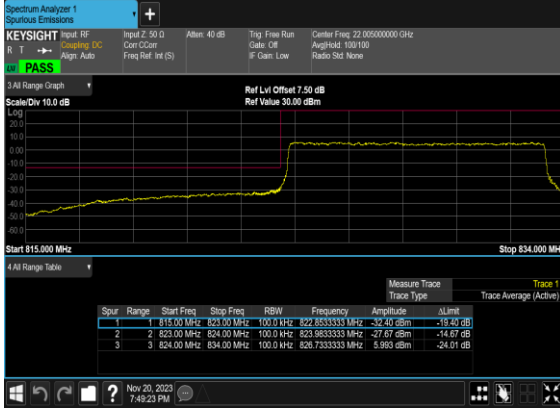 Spectrum Analyzer 1
Spurious Emissions
+
KEYSIGHT Input: RF
R T Coupling: DC
Align: Auto
Input Z: 50 Ω
Corr CCorr
Freq Ref: Int (S)
Atten: 40 dB
Trig: Free Run
Gate: Off
IF Gain: Low
Center Freq: 22.005000000 GHz
Avg|Hold: 100/100
Radio Std: None
LXI PASS
3 All Range Graph
Ref Lvl Offset 7.50 dB
Scale/Div 10.0 dB Ref Value 30.00 dBm
Log
20.0
10.0
0.00
-10.0
-20.0
-30.0
-40.0
-50.0
-60.0
Start 815.000 MHz Stop 834.000 MHz
4 All Range Table
Measure Trace Trace 1
Trace Type Trace Average (Active)
Spur Range Start Freq Stop Freq RBW Frequency Amplitude ΔLimit
1 1 815.00 MHz 823.00 MHz 100.0 kHz 822.8533333 MHz -32.40 dBm -19.40 dB
2 2 823.00 MHz 824.00 MHz 100.0 kHz 823.9833333 MHz -27.67 dBm -14.67 dB
3 3 824.00 MHz 834.00 MHz 100.0 kHz 826.7333333 MHz 5.993 dBm -24.01 dB
?
Nov 20, 2023
7:49:23 PM